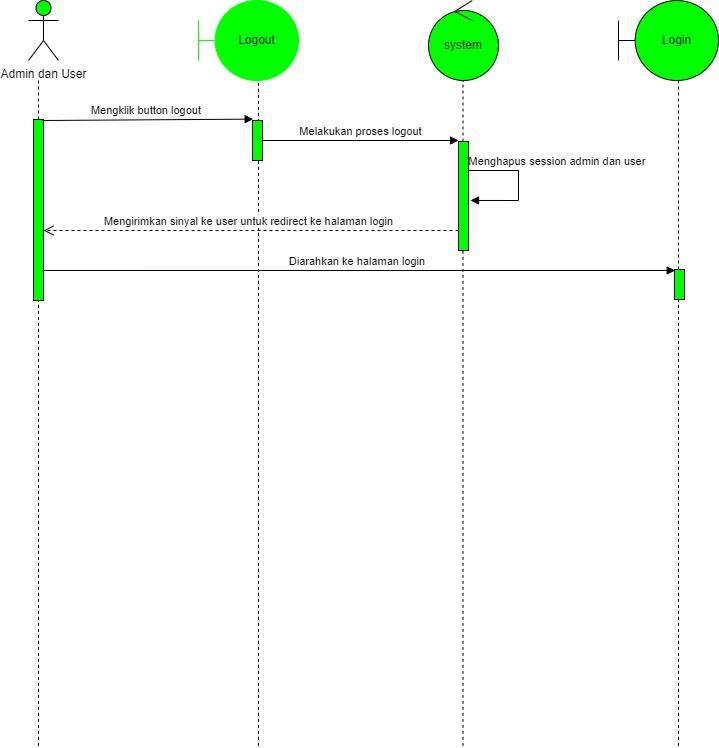 Admin dan User
Logout
system
Login
Mengklik button logout
Melakukan proses logout
Menghapus session admin dan user
Mengirimkan sinyal ke user untuk redirect ke halaman login
Diarahkan ke halaman login